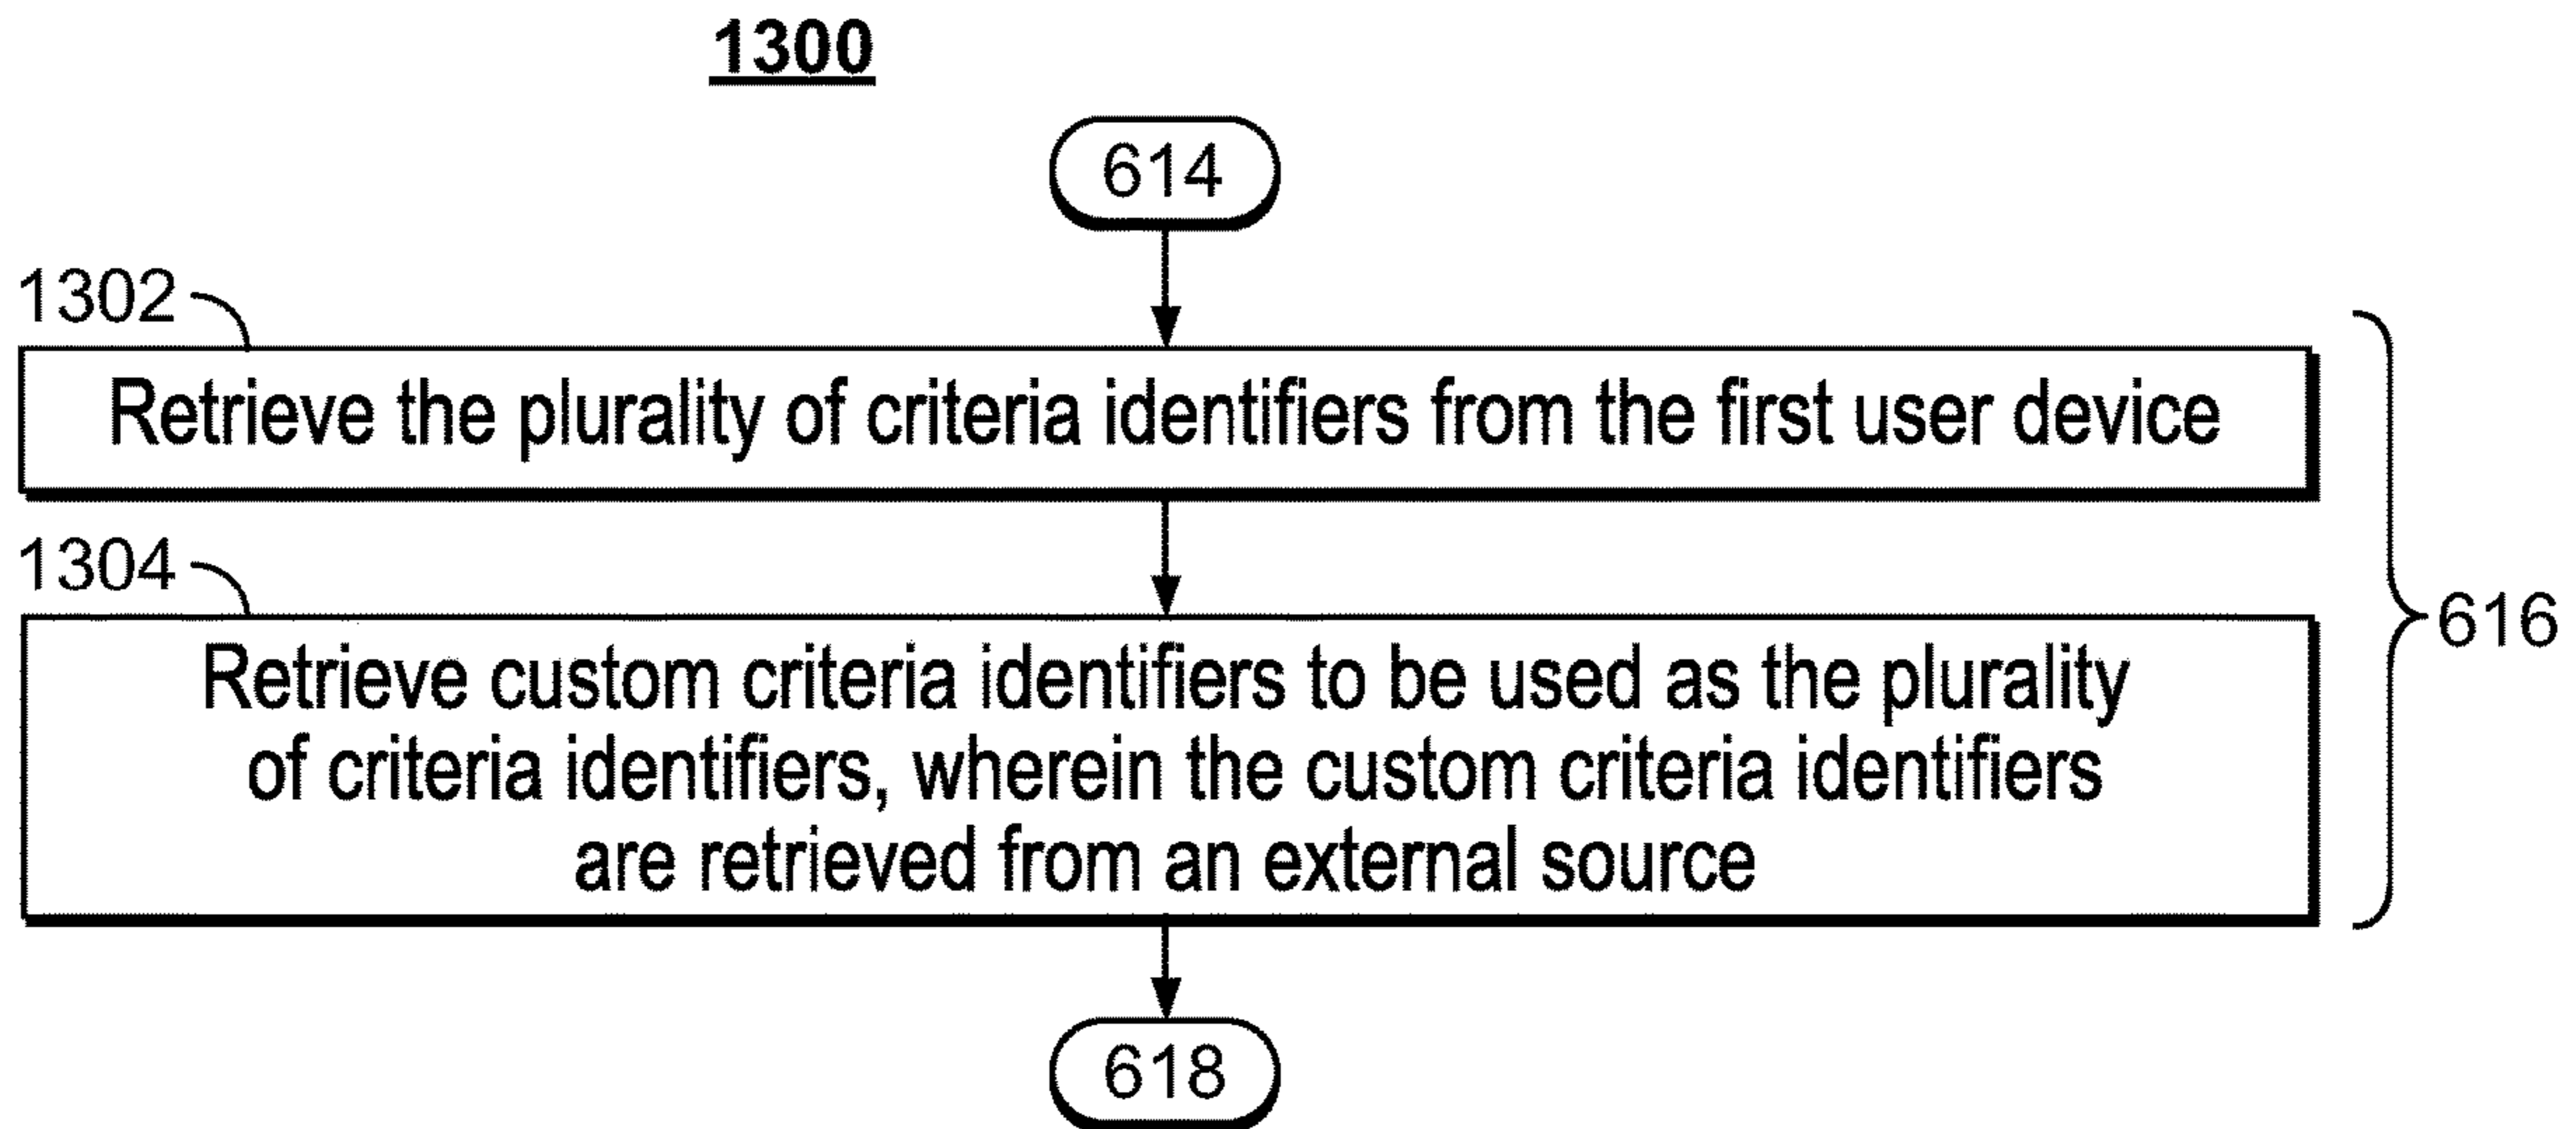 1300
614
1302
Retrieve the plurality of criteria identifiers from the first user device
1304
Retrieve custom criteria identifiers to be used as the plurality
of criteria identifiers, wherein the custom criteria identifiers
are retrieved from an external source
616
618